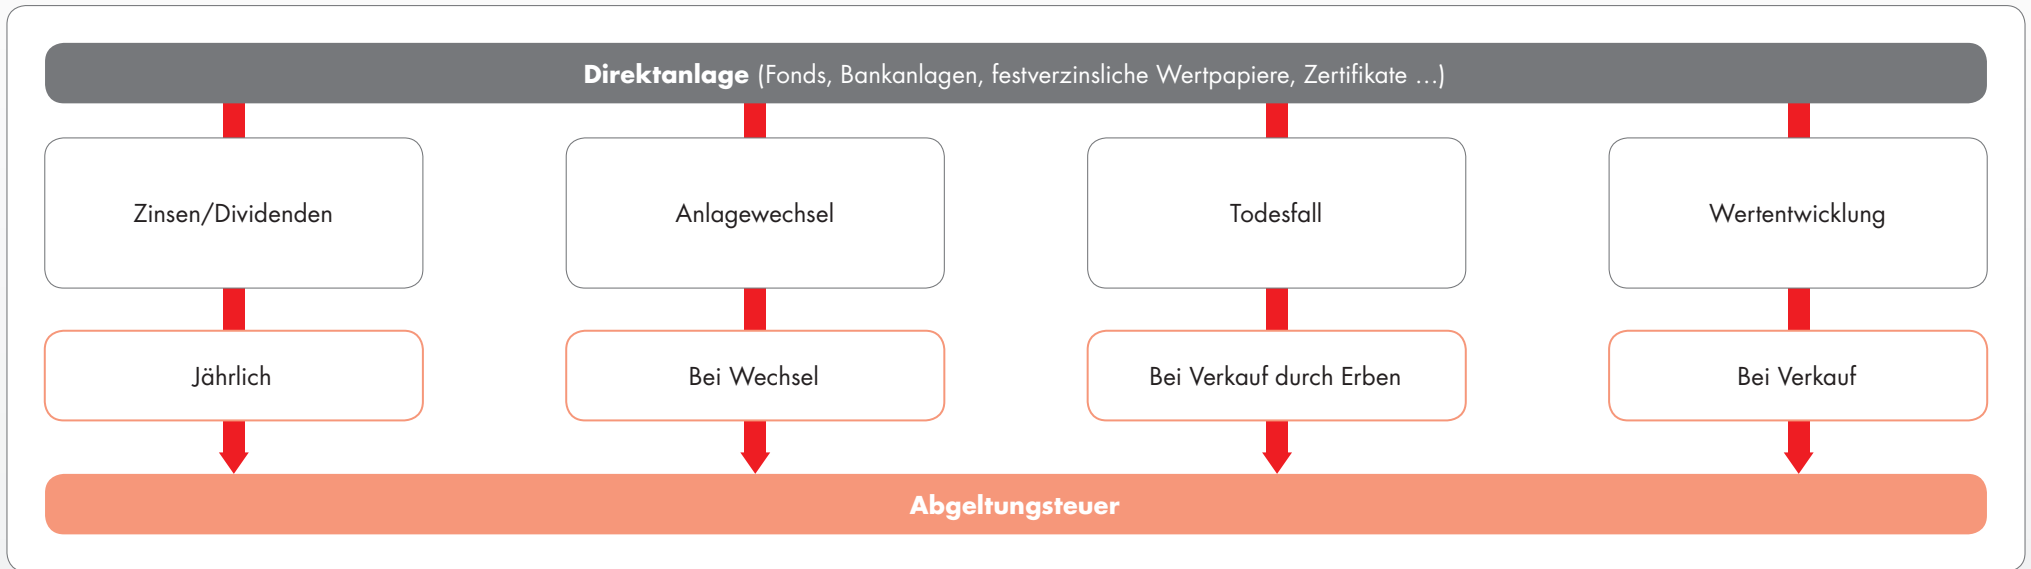 Direktanlage (Fonds, Bankanlagen, festverzinsliche Wertpapiere, Zertifikate …)
Zinsen/Dividenden
Anlagewechsel
Todesfall
Wertentwicklung
Jährlich
Bei Wechsel
Bei Verkauf durch Erben
Bei Verkauf
Abgeltungsteuer